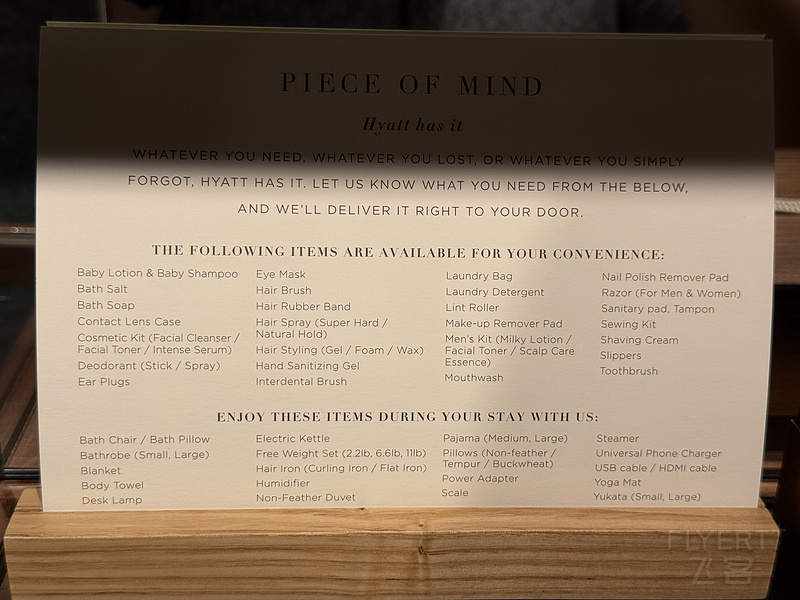 PIECE OF MIND
Hyatt has it
WHATEVER YOU NEED, WHATEVER YOU LOST, OR WHATEVER YOU SIMPLY
FORGOT, HYATT HAS IT. LET US KNOW WHAT YOU NEED FROM THE BELOW,
AND WE'LL DELIVER IT RIGHT TO YOUR DOOR.
THE FOLLOWING ITEMS ARE AVAILABLE FOR YOUR CONVENIENCE:
Baby Lotion & Baby Shampoo
Bath Salt
Bath Soap
Contact Lens Case
Cosmetic Kit (Facial Cleanser /
Facial Toner / Intense Serum)
Deodorant (Stick / Spray)
Ear Plugs
Eye Mask
Hair Brush
Hair Rubber Band
Hair Spray (Super Hard /
Natural Hold)
Hair Styling (Gel / Foam / Wax)
Hand Sanitizing Gel
Interdental Brush
Laundry Bag
Laundry Detergent
Lint Roller
Make-up Remover Pad
Men's Kit (Milky Lotion /
Facial Toner / Scalp Care
Essence)
Mouthwash
Nail Polish Remover Pad
Razor (For Men & Women)
Sanitary pad, Tampon
Sewing Kit
Shaving Cream
Slippers
Toothbrush
ENJOY THESE ITEMS DURING YOUR STAY WITH US:
Bath Chair / Bath Pillow
Bathrobe (Small, Large)
Blanket
Body Towel
Desk Lamp
Electric Kettle
Free Weight Set (2.2lb, 6.6lb, 11lb)
Hair Iron (Curling Iron / Flat Iron)
Humidifier
Non-Feather Duvet
Pajama (Medium, Large)
Pillows (Non-feather /
Tempur / Buckwheat)
Power Adapter
Scale
Steamer
Universal Phone Charger
USB cable / HDMI cable
Yoga Mat
Yukata (Small, Large)
FLYERT
飞客